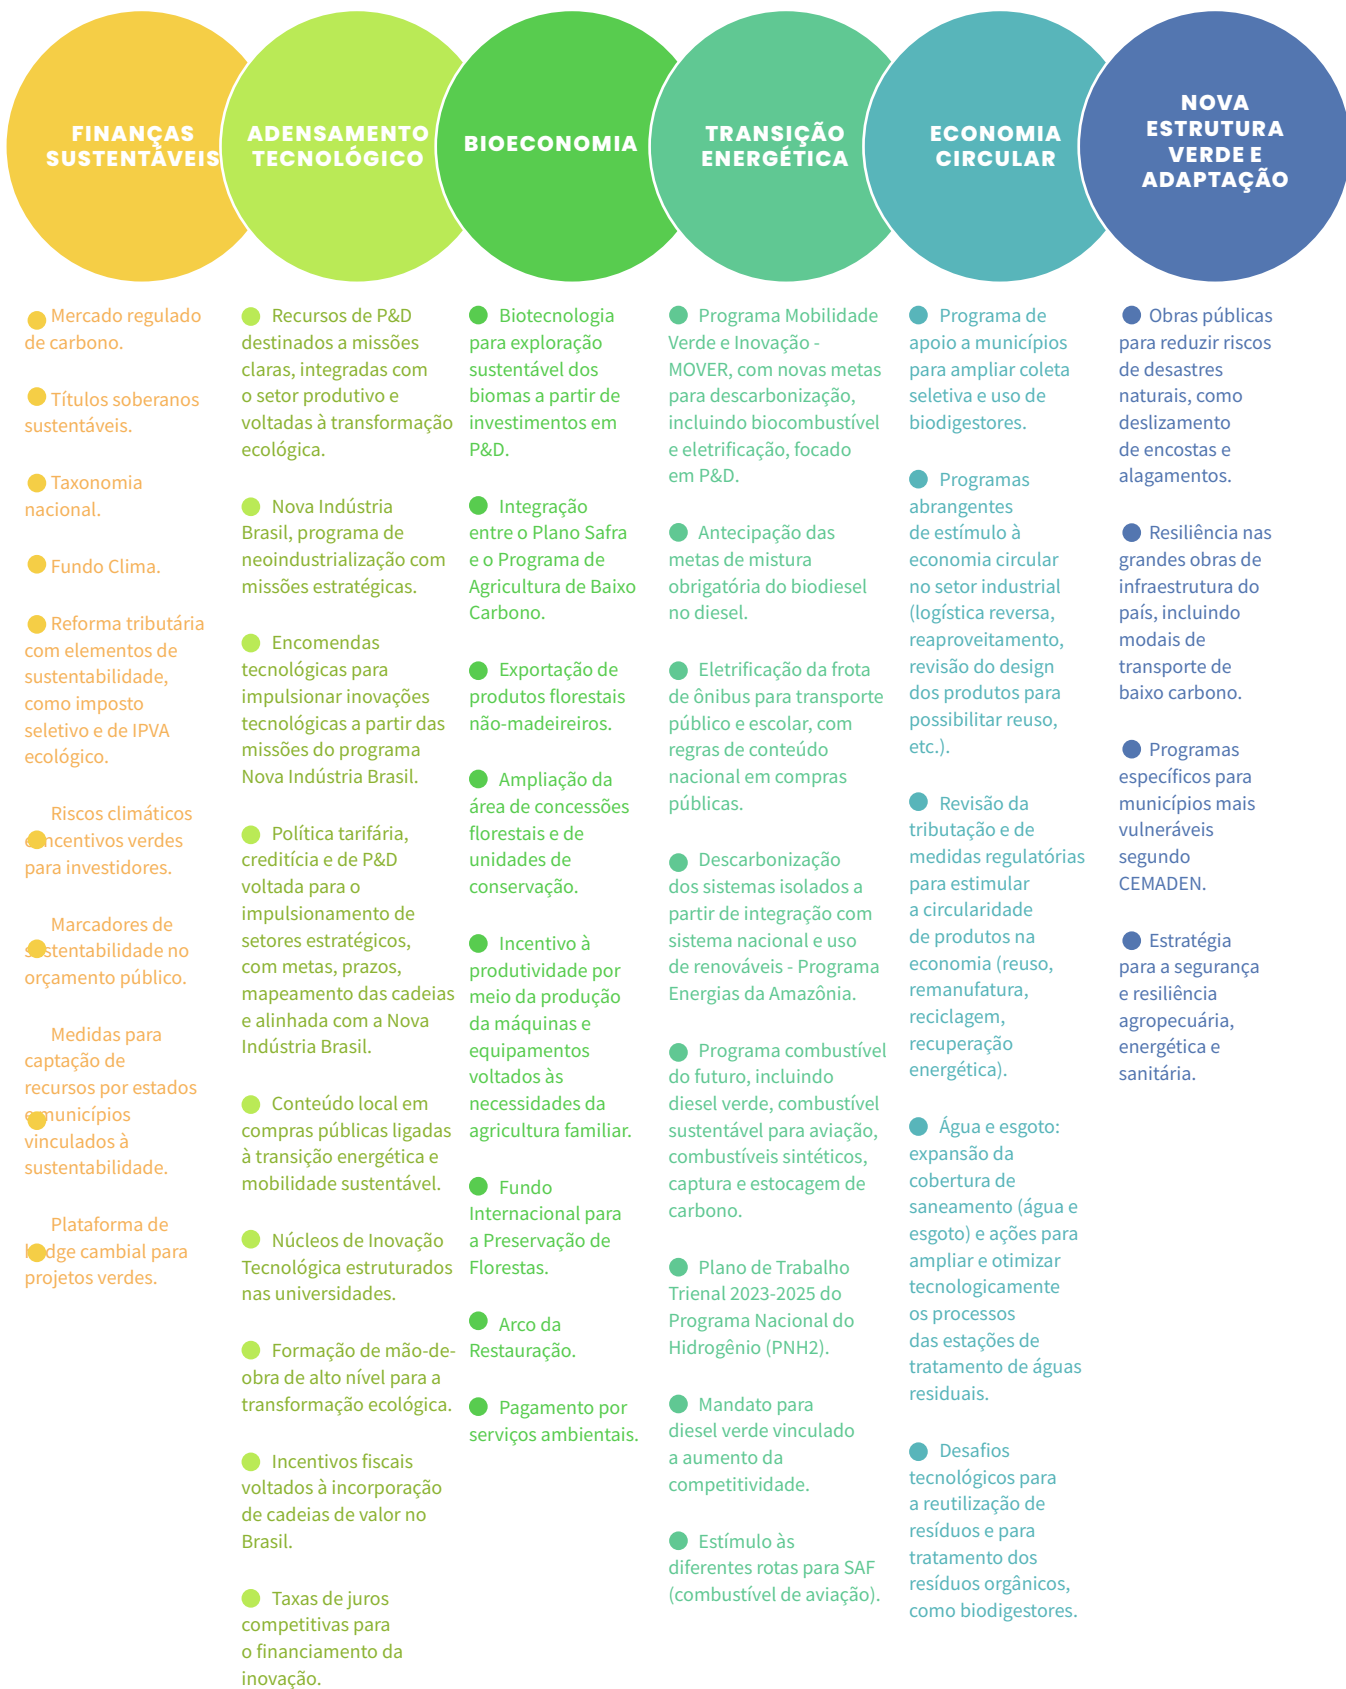 FINANÇAS
SUSTENTÁVEIS
ADENSAMENTO
TECNOLÓGICO
BIOECONOMIA
TRANSIÇÃO
ENERGÉTICA
ECONOMIA
CIRCULAR
NOVA
ESTRUTURA
VERDE E
ADAPTAÇÃO
Mercado regulado
de carbono.
Títulos soberanos
sustentáveis.
Taxonomia
nacional.
Fundo Clima.
Reforma tributária
com elementos de
sustentabilidade,
como imposto
seletivo e de IPVA
ecológico.
Riscos climáticos
e incentivos verdes
para investidores.
Marcadores de
sustentabilidade no
orçamento público.
Medidas para
captação de
recursos por estados
e municípios
vinculados à
sustentabilidade.
Plataforma de
hedge cambial para
projetos verdes.
Recursos de P&D
destinados a missões
claras, integradas com
o setor produtivo e
voltadas à transformação
ecológica.
Nova Indústria
Brasil, programa de
neoindustrialização com
missões estratégicas.
Encomendas
tecnológicas para
impulsionar inovações
tecnológicas a partir das
missões do programa
Nova Indústria Brasil.
Política tarifária,
creditícia e de P&D
voltada para o
impulsionamento de
setores estratégicos,
com metas, prazos,
mapeamento das cadeias
e alinhada com a Nova
Indústria Brasil.
Conteúdo local em
compras públicas ligadas
à transição energética e
mobilidade sustentável.
Núcleos de Inovação
Tecnológica estruturados
nas universidades.
Formação de mão-de-
obra de alto nível para a
transformação ecológica.
Incentivos fiscais
voltados à incorporação
de cadeias de valor no
Brasil.
Taxas de juros
competitivas para
o financiamento da
inovação.
Biotecnologia
para exploração
sustentável dos
biomas a partir de
investimentos em
P&D.
Integração
entre o Plano Safra
e o Programa de
Agricultura de Baixo
Carbono.
Exportação de
produtos florestais
não-madeireiros.
Ampliação da
área de concessões
florestais e de
unidades de
conservação.
Incentivo à
produtividade por
meio da produção
da máquinas e
equipamentos
voltados às
necessidades da
agricultura familiar.
Fundo
Internacional para
a Preservação de
Florestas.
Arco da
Restauração.
Pagamento por
serviços ambientais.
Programa Mobilidade
Verde e Inovação -
MOVER, com novas metas
para descarbonização,
incluindo biocombustível
e eletrificação, focado
em P&D.
Antecipação das
metas de mistura
obrigatória do biodiesel
no diesel.
Eletrificação da frota
de ônibus para transporte
público e escolar, com
regras de conteúdo
nacional em compras
públicas.
Descarbonização
dos sistemas isolados a
partir de integração com
sistema nacional e uso
de renováveis - Programa
Energias da Amazônia.
Programa combustível
do futuro, incluindo
diesel verde, combustível
sustentável para aviação,
combustíveis sintéticos,
captura e estocagem de
carbono.
Plano de Trabalho
Trienal 2023-2025 do
Programa Nacional do
Hidrogênio (PNH2).
Mandato para
diesel verde vinculado
a aumento da
competitividade.
Estímulo às
diferentes rotas para SAF
(combustível de aviação).
Programa de
apoio a municípios
para ampliar coleta
seletiva e uso de
biodigestores.
Programas
abrangentes
de estímulo à
economia circular
no setor industrial
(logística reversa,
reaproveitamento,
revisão do design
dos produtos para
possibilitar reuso,
etc.).
Revisão da
tributação e de
medidas regulatórias
para estimular
a circularidade
de produtos na
economia (reuso,
remanufatura,
reciclagem,
recuperação
energética).
Água e esgoto:
expansão da
cobertura de
saneamento (água e
esgoto) e ações para
ampliar e otimizar
tecnologicamente
os processos
das estações de
tratamento de águas
residuais.
Desafios
tecnológicos para
a reutilização de
resíduos e para
tratamento dos
resíduos orgânicos,
como biodigestores.
Obras públicas
para reduzir riscos
de desastres
naturais, como
deslizamento
de encostas e
alagamentos.
Resiliência nas
grandes obras de
infraestrutura do
país, incluindo
modais de
transporte de
baixo carbono.
Programas
específicos para
municípios mais
vulneráveis
segundo
CEMADEN.
Estratégia
para a segurança
e resiliência
agropecuária,
energética e
sanitária.